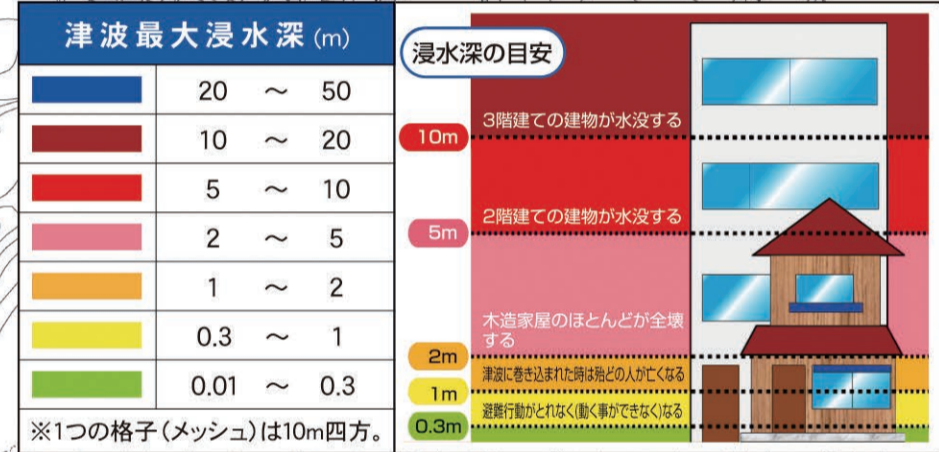 津波最大浸水深(m)
20 ～ 50
10 ～ 20
5 ～ 10
2 ～ 5
1 ～ 2
0.3 ～ 1
0.01 ～ 0.3
※1つの格子(メッシュ)は10m四方。
浸水深の目安
3階建ての建物が水没する
10m
2階建ての建物が水没する
5m
木造家屋のほとんどが全壊
する
2m
津波に巻き込まれた時は殆どの人が亡くなる
1m
避難行動がとれなく(動く事ができなく)なる
0.3m